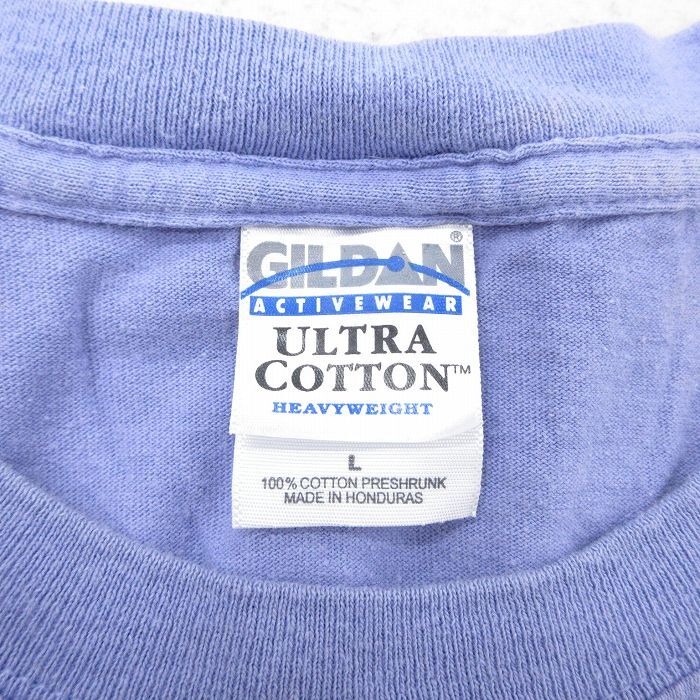 GILDAN®
ACTIVEWEAR
ULTRA
COTTON™
HEAVYWEIGHT
L
100% COTTON PRESHRUNK
MADE IN HONDURAS